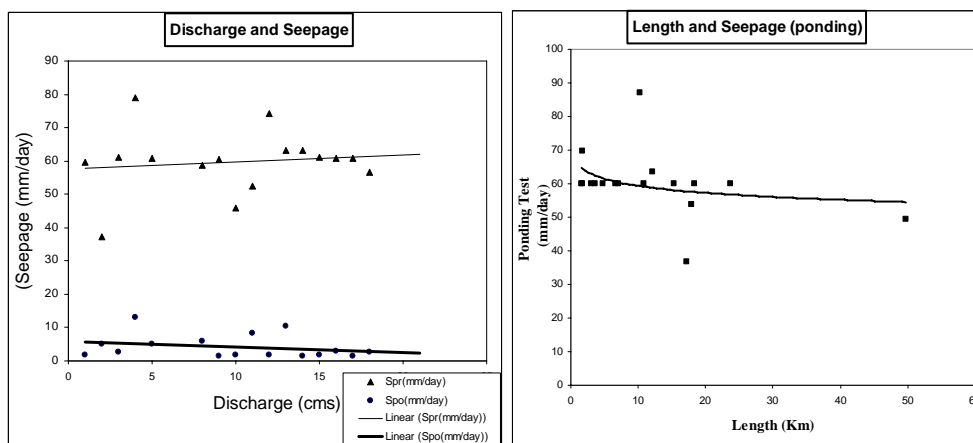 Discharge and Seepage
(Seepage (mm/day)
90
80
70
60
50
40
30
20
10
0
0
5
10
15
Discharge (cms)
Spr(mm/day)
Spo(mm/day)
Linear (Spr(mm/day))
Linear (Spo(mm/day))
Length and Seepage (ponding)
Ponding Test
(mm/day)
100
90
80
70
60
50
40
30
20
10
0
0
10
20
30
40
50
Length (Km)